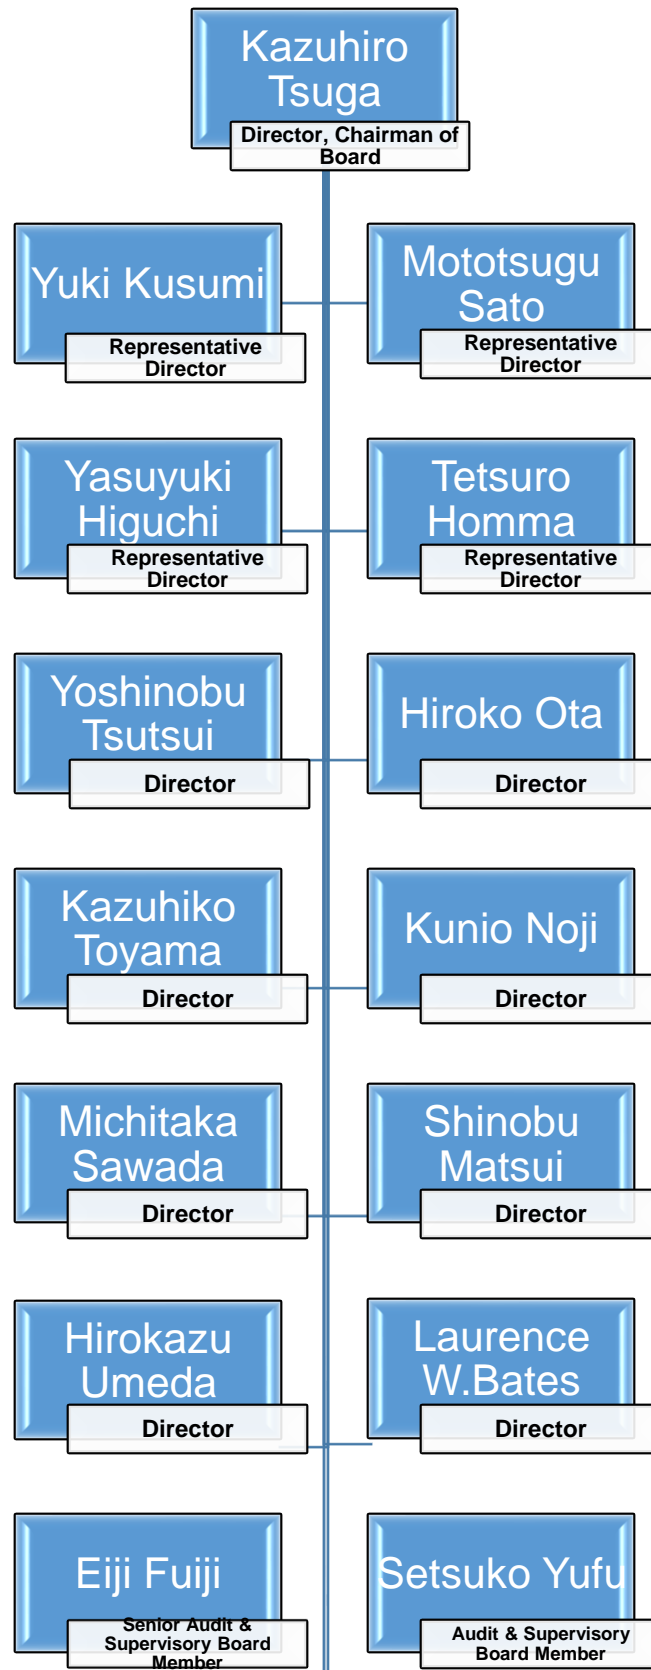 Kazuhiro
Tsuga
Director, Chairman of
Board
Yuki Kusumi
Representative
Director
Mototsugu
Sato
Representative
Director
Yasuyuki
Higuchi
Representative
Director
Tetsuro
Homma
Representative
Director
Yoshinobu
Tsutsui
Director
Hiroko Ota
Director
Kazuhiko
Toyama
Director
Kunio Noji
Director
Michitaka
Sawada
Director
Shinobu
Matsui
Director
Hirokazu
Umeda
Director
Laurence
W.Bates
Director
Eiji Fuiji
Senior Audit &
Supervisory Board
Member
Setsuko Yufu
Audit & Supervisory
Board Member